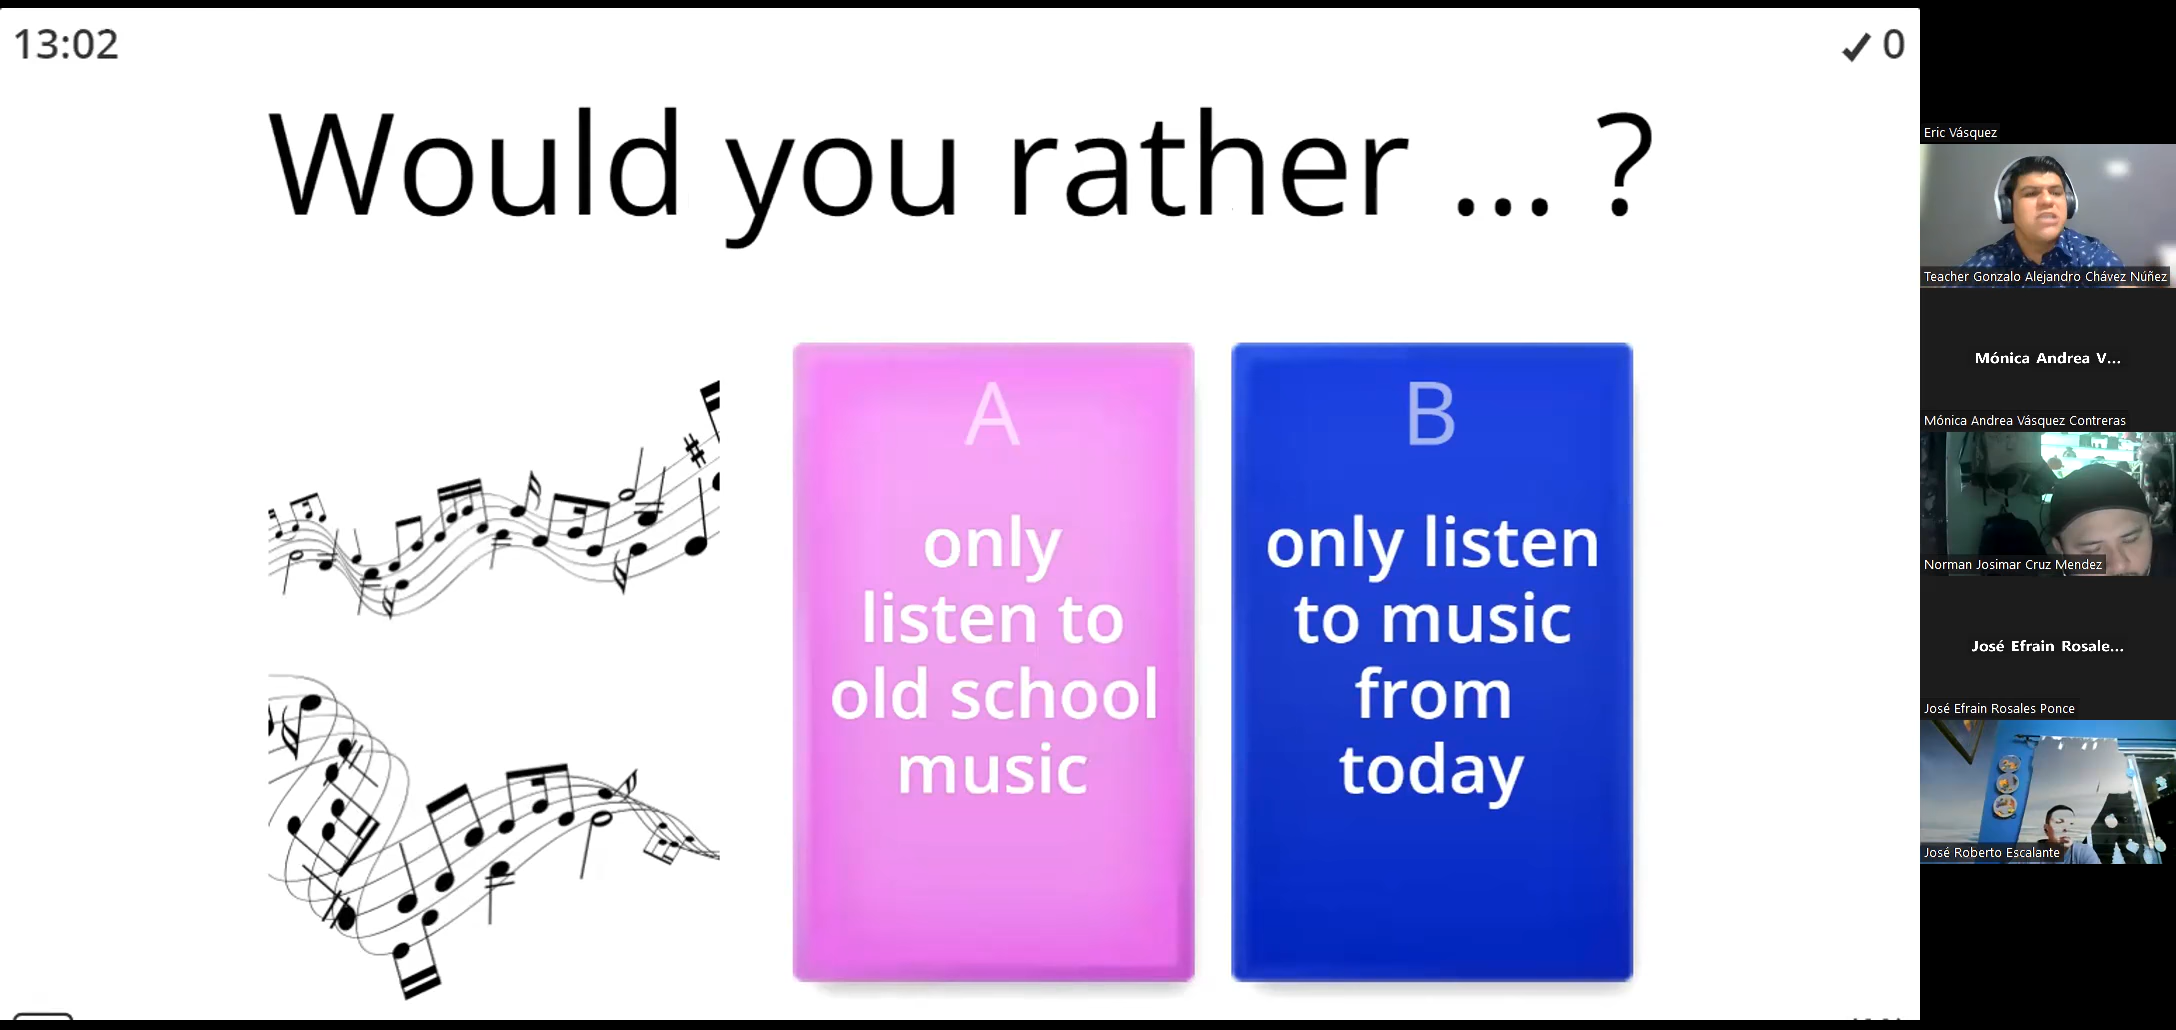 13:02
✓ 0
Would you rather ... ?
A
only
listen to
old school
music
B
only listen
to music
from
today
Eric Vásquez
Teacher Gonzalo Alejandro Chávez Núñez
Mónica Andrea V...
Mónica Andrea Vásquez Contreras
Norman Josimar Cruz Mendez
José Efrain Rosale...
José Efrain Rosales Ponce
José Roberto Escalante